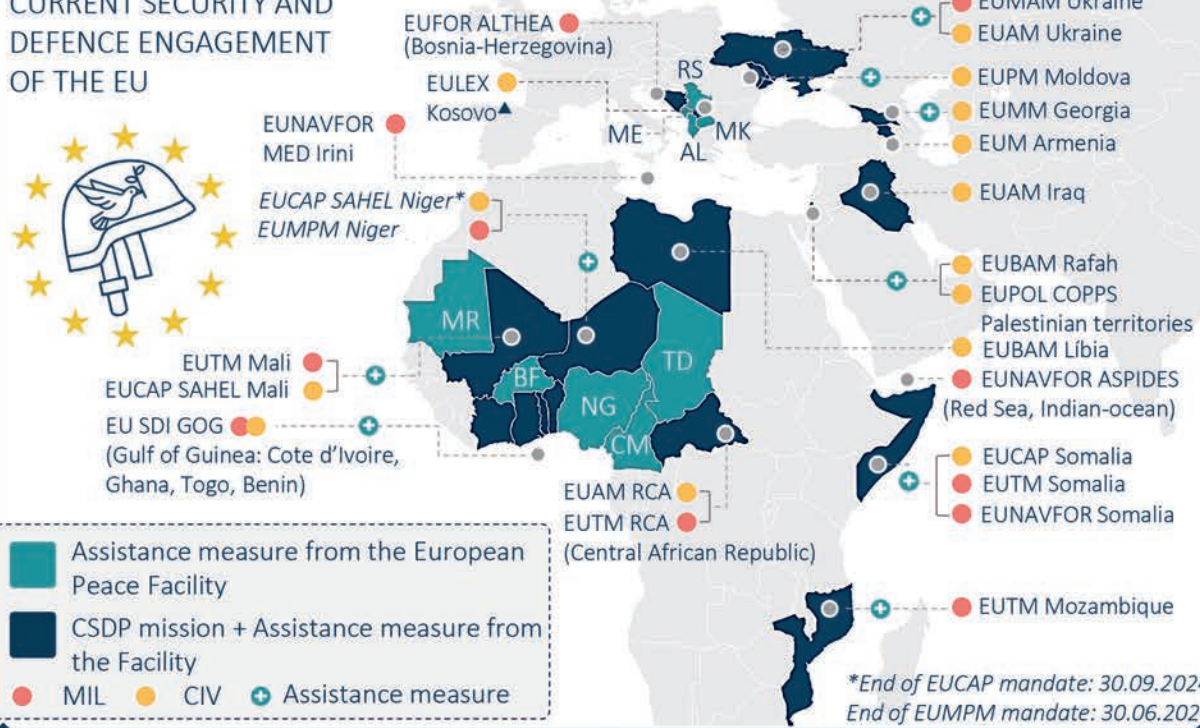 CURRENT SECURITY AND
DEFENCE ENGAGEMENT
OF THE EU
EUFOR ALTHEA
(Bosnia-Herzegovina)
EULEX
Kosovo▲
EUNAVFOR
MED Irini
EUCAP SAHEL Niger*
EUMPM Niger
RS
ME
MK
AL
EUMAM Ukraine
EUAM Ukraine
EUPM Moldova
EUMM Georgia
EUM Armenia
EUAM Iraq
EUBAM Rafah
EUPOL COPPS
Palestinian territories
EUBAM Líbia
EUNAVFOR ASPIDES
(Red Sea, Indian-ocean)
EUCAP Somalia
EUTM Somalia
EUNAVFOR Somalia
EUTM Mozambique
MR
BF
NG
TD
CM
EUTM Mali
EUCAP SAHEL Mali
EU SDI GOG
(Gulf of Guinea: Cote d’Ivoire,
Ghana, Togo, Benin)
EUAM RCA
EUTM RCA
(Central African Republic)
Assistance measure from the European
Peace Facility
CSDP mission + Assistance measure from
the Facility
MIL
CIV
Assistance measure
*End of EUCAP mandate: 30.09.202
End of EUMPM mandate: 30.06.202